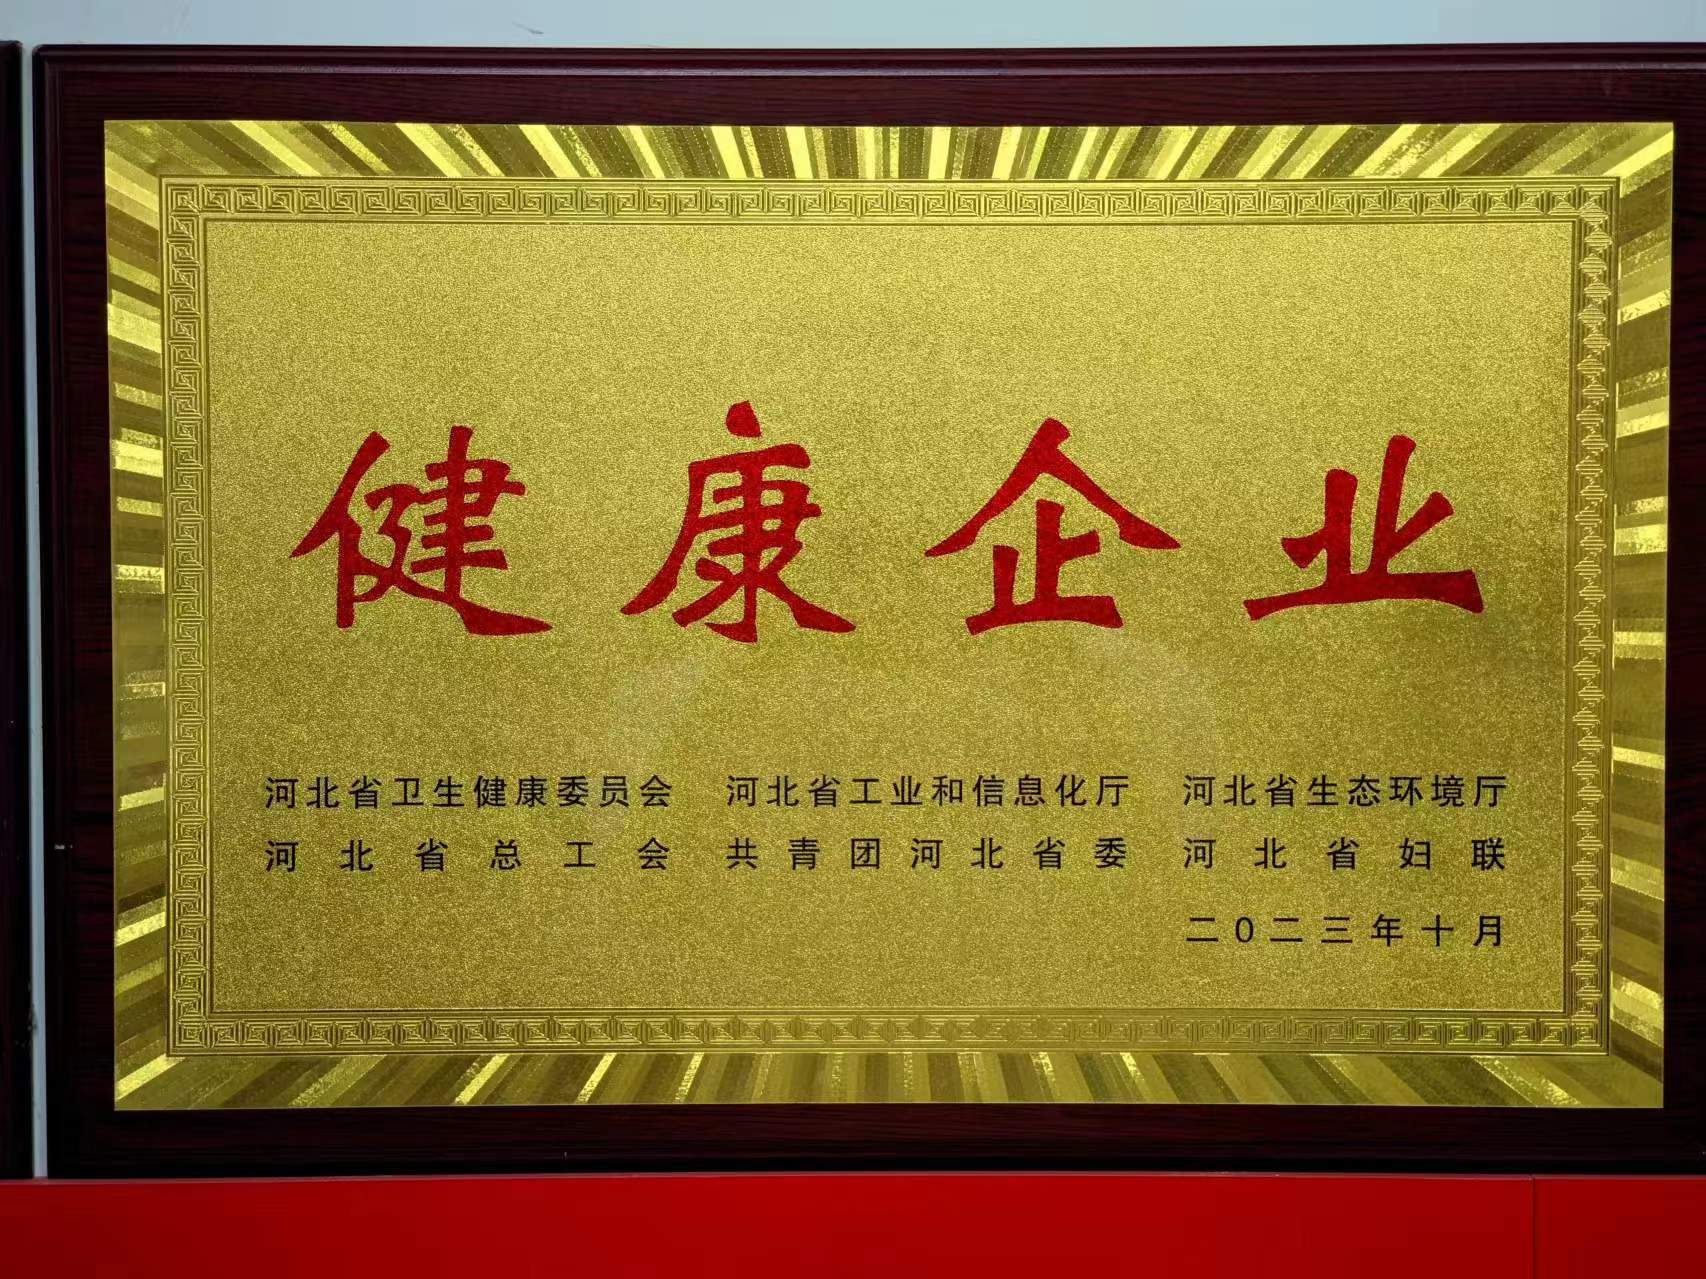 健康企业
河北省卫生健康委员会 河北省工业和信息化厅 河北省生态环境厅
河北省总工会 共青团河北省委 河北省妇联
二0二三年十月